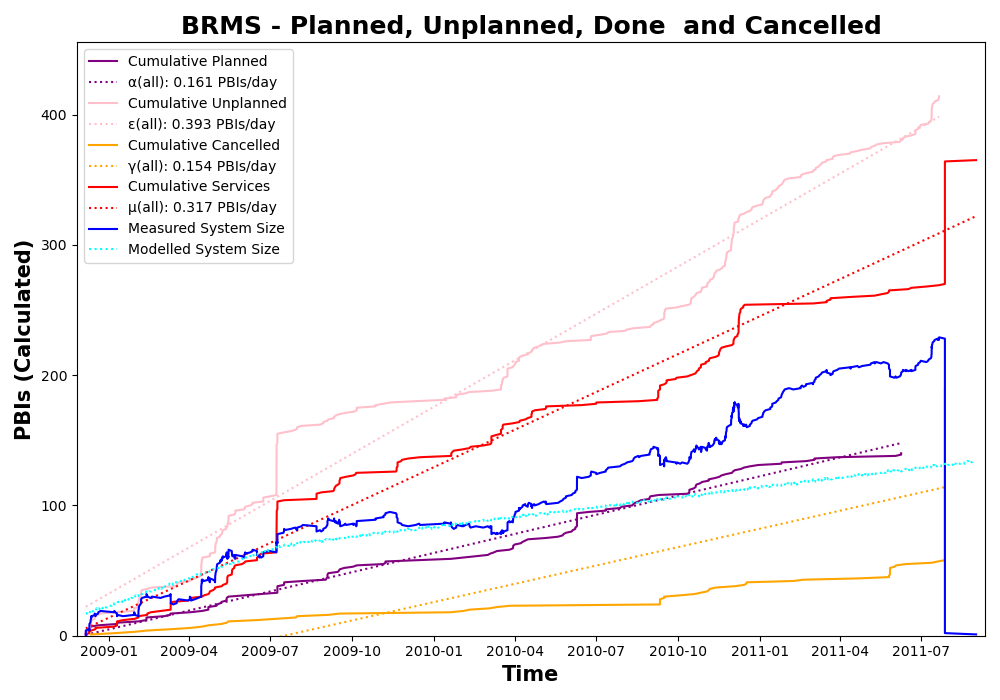 BRMS - Planned, Unplanned, Done  and Cancelled
Cumulative Planned
α(all): 0.161 PBIs/day
Cumulative Unplanned
ε(all): 0.393 PBIs/day
Cumulative Cancelled
γ(all): 0.154 PBIs/day
Cumulative Services
μ(all): 0.317 PBIs/day
Measured System Size
Modelled System Size
PBIs (Calculated)
400
300
200
100
0
2009-01 2009-04 2009-07 2009-10 2010-01 2010-04 2010-07 2010-10 2011-01 2011-04 2011-07
Time